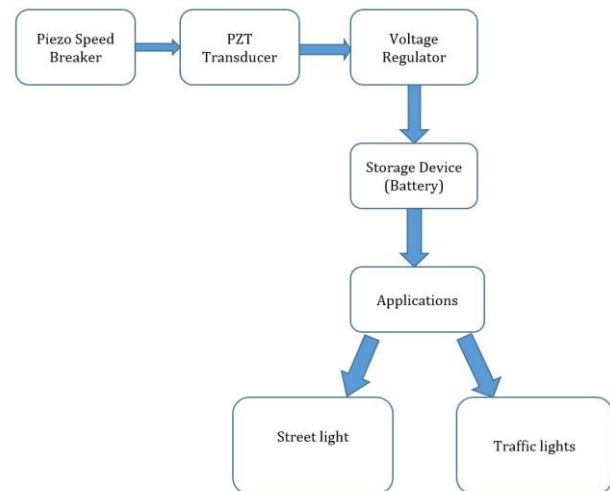 Piezo Speed
Breaker
PZT
Transducer
Voltage
Regulator
Storage Device
(Battery)
Applications
Street light
Traffic lights